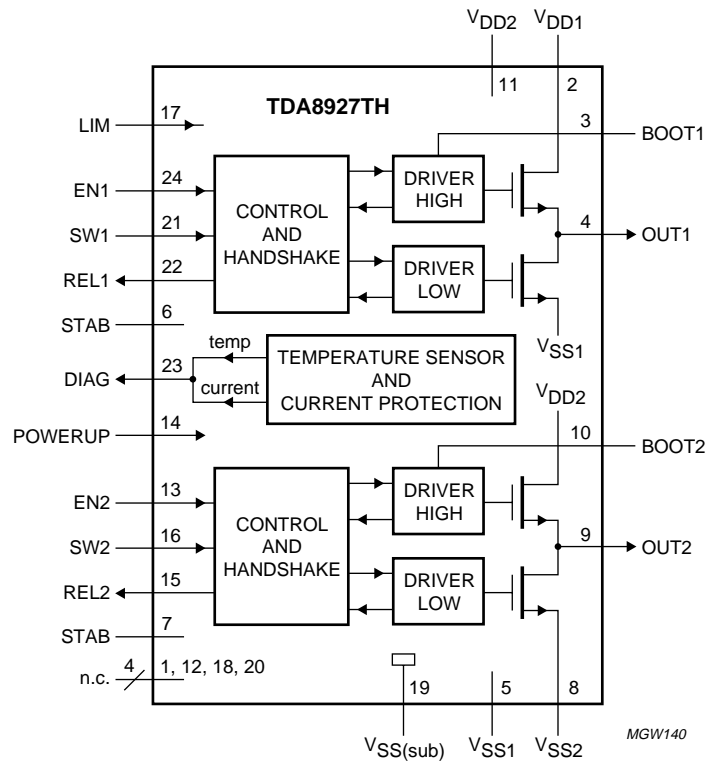 VDD2 VDD1
11 2
TDA8927TH
LIM 17
3 BOOT1
EN1 24
SW1 21
REL1 22
CONTROL
AND
HANDSHAKE
DRIVER
HIGH
DRIVER
LOW
4 OUT1
STAB 6
VSS1
DIAG 23
temp
current
TEMPERATURE SENSOR
AND
CURRENT PROTECTION
VDD2
POWERUP 14
10 BOOT2
EN2 13
SW2 16
REL2 15
CONTROL
AND
HANDSHAKE
DRIVER
HIGH
DRIVER
LOW
9 OUT2
STAB 7
n.c. 4 1, 12, 18, 20
19 5 8
VSS(sub) VSS1 VSS2
MGW140